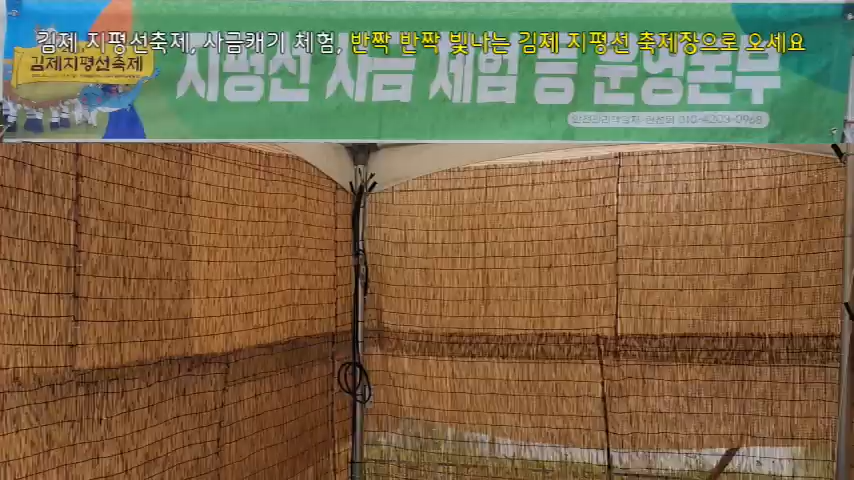 김제 지평선축제, 사금캐기 체험, 반짝 반짝 빛나는 김제 지평선 축제장으로 오세요
김제지평선축제
지평선 사금 체험 등 운영본부